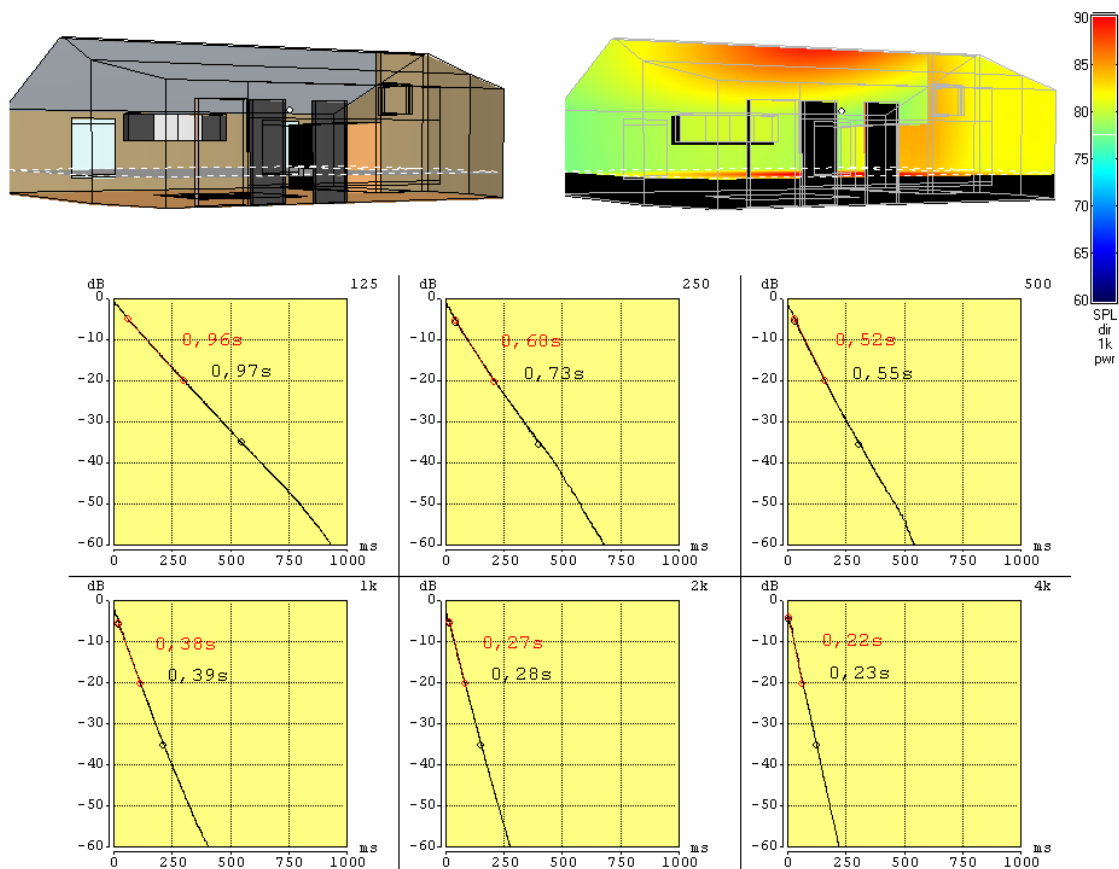 90
85
80
75
70
65
60
SPL
dir
1k
pwr
dB 125
0
-10
-20
-30
-40
-50
-60
0,96s
0,97s
ms
0 250 500 750 1000
dB 250
0
-10
-20
-30
-40
-50
-60
0,68s
0,73s
ms
0 250 500 750 1000
dB 500
0
-10
-20
-30
-40
-50
-60
0,52s
0,55s
ms
0 250 500 750 1000
dB 1k
0
-10
-20
-30
-40
-50
-60
0,38s
0,39s
ms
0 250 500 750 1000
dB 2k
0
-10
-20
-30
-40
-50
-60
0,27s
0,28s
ms
0 250 500 750 1000
dB 4k
0
-10
-20
-30
-40
-50
-60
0,22s
0,23s
ms
0 250 500 750 1000